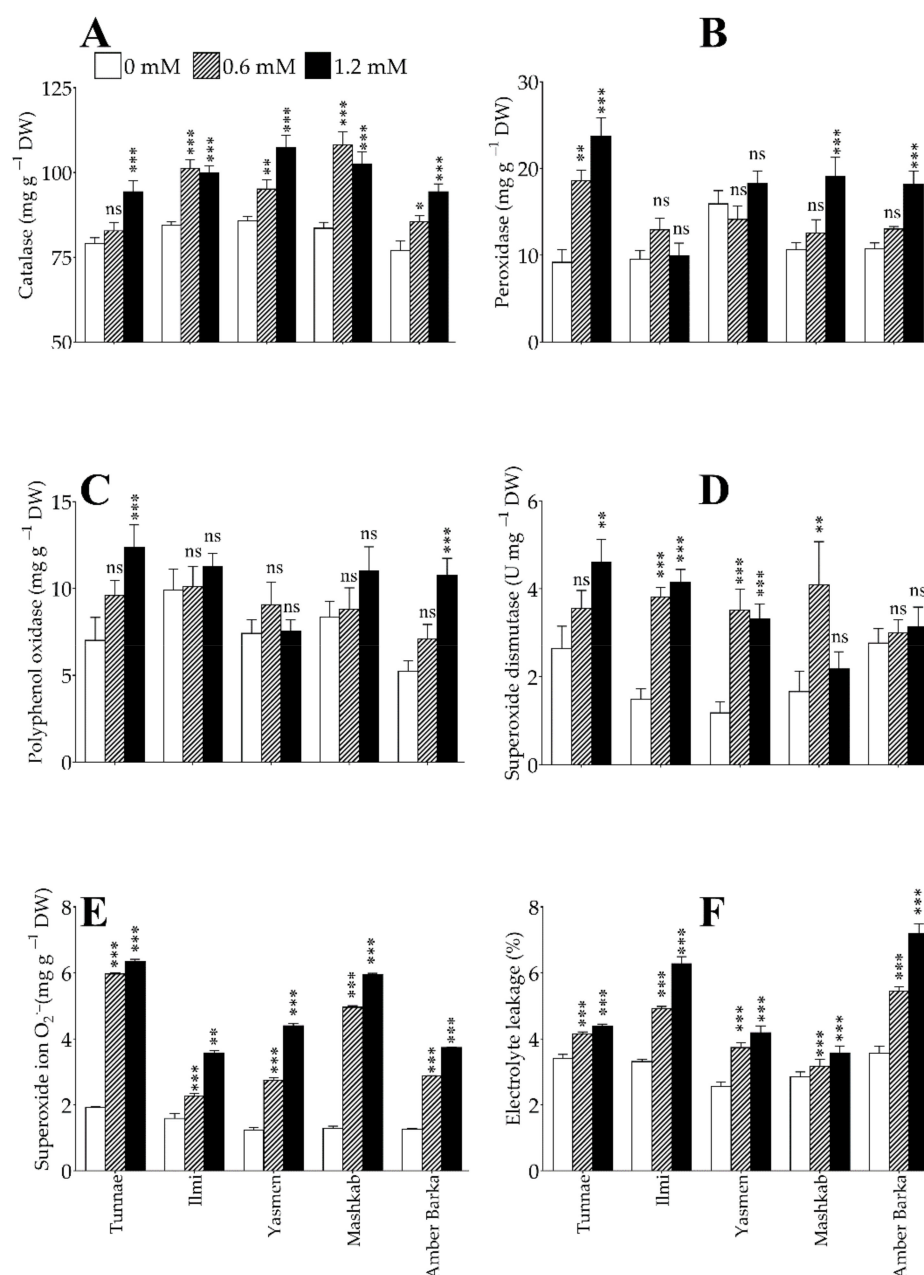 A
B
0 mM 0.6 mM 1.2 mM
Catalase (mg g −1 DW)
125
100
75
50
ns
***
***
***
**
***
***
***
*
***
Peroxidase (mg g −1 DW)
30
20
10
0
**
***
ns
ns
ns
ns
ns
***
ns
***
C
D
Polyphenol oxidase (mg g −1 DW)
15
10
5
0
ns
***
ns
ns
ns
ns
ns
ns
ns
***
Superoxide dismutase (U mg −1 DW)
6
4
2
0
ns
**
***
***
***
***
**
ns
ns
ns
E
F
Superoxide ion O2·−(mg g −1 DW)
8
6
4
2
0
***
***
***
**
***
***
***
***
***
***
Tunnae
Ilmi
Yasmen
Mashkab
Amber Barka
Electrolyte leakage (%)
8
6
4
2
0
***
***
***
***
***
***
***
***
***
***
Tunnae
Ilmi
Yasmen
Mashkab
Amber Barka